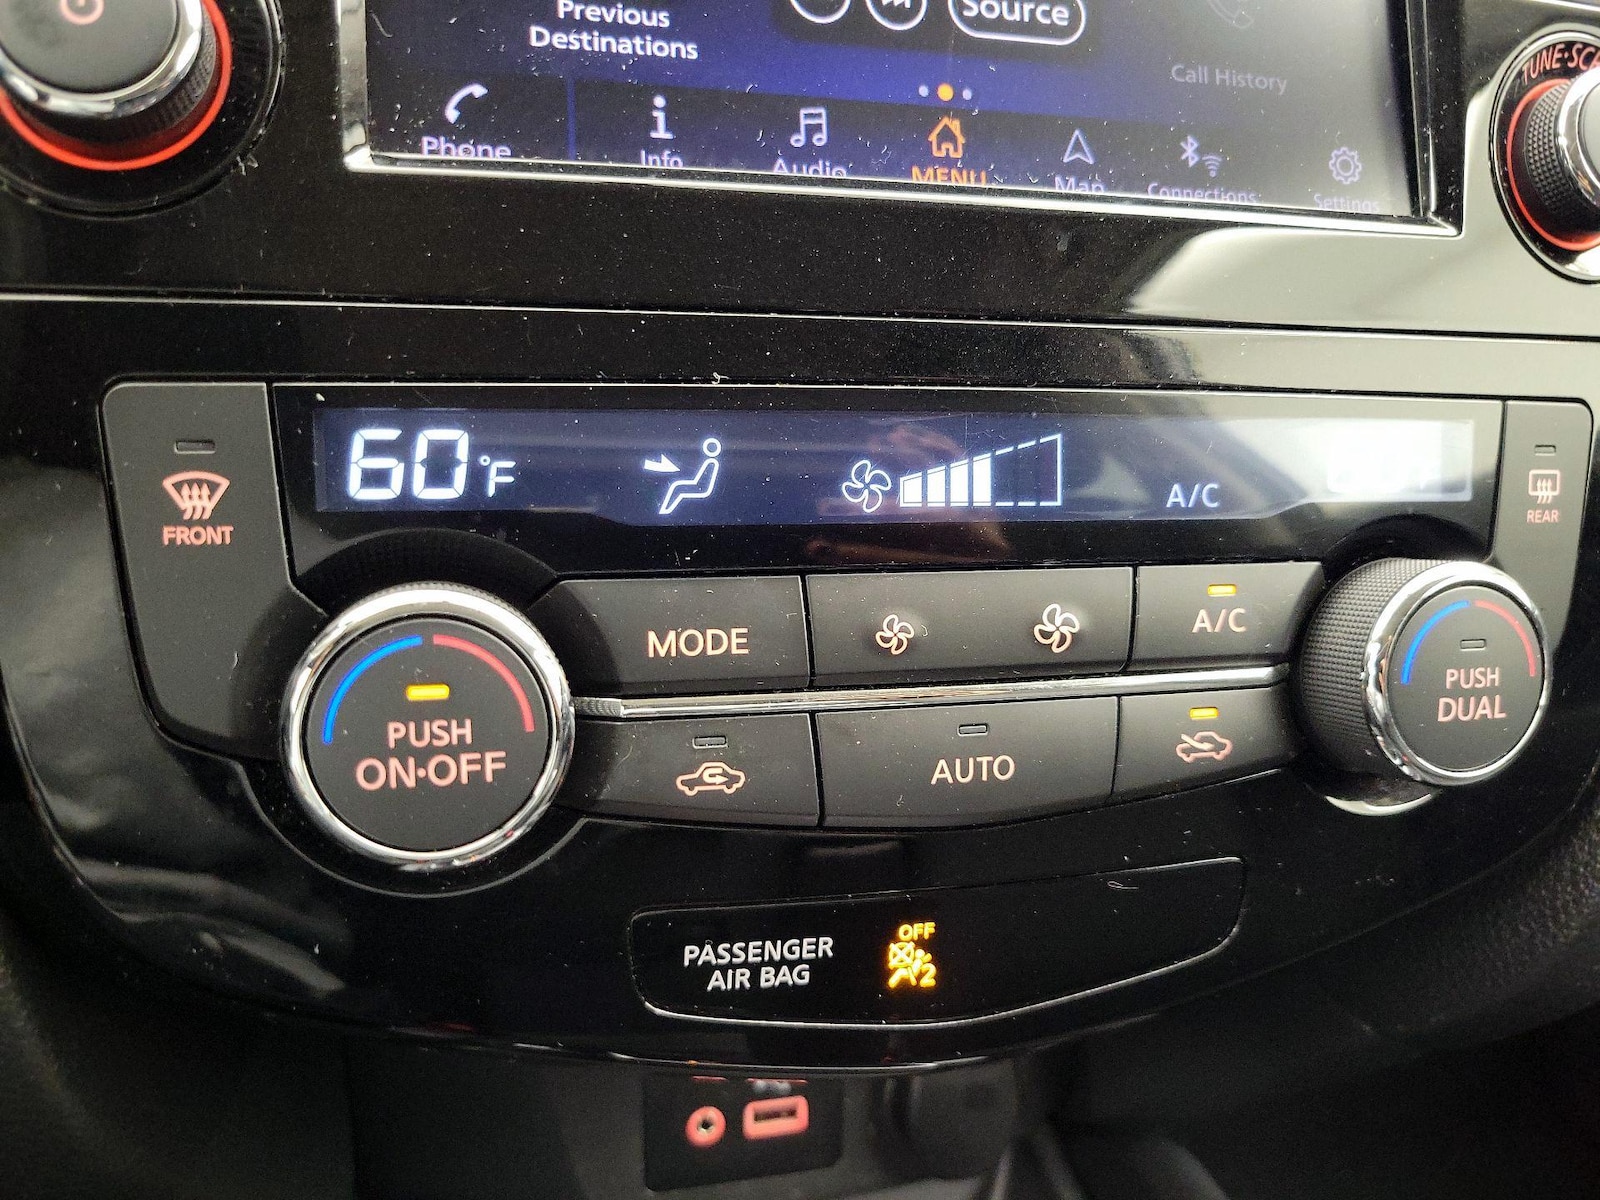 Previous
Destinations
Source
Call History
TUNE·SC
Phone
Info
Audio
MENU
Map
Connections
Settings
60°F
A/C
FRONT
REAR
MODE
A/C
PUSH
ON·OFF
AUTO
PUSH
DUAL
PASSENGER
AIR BAG
OFF
2